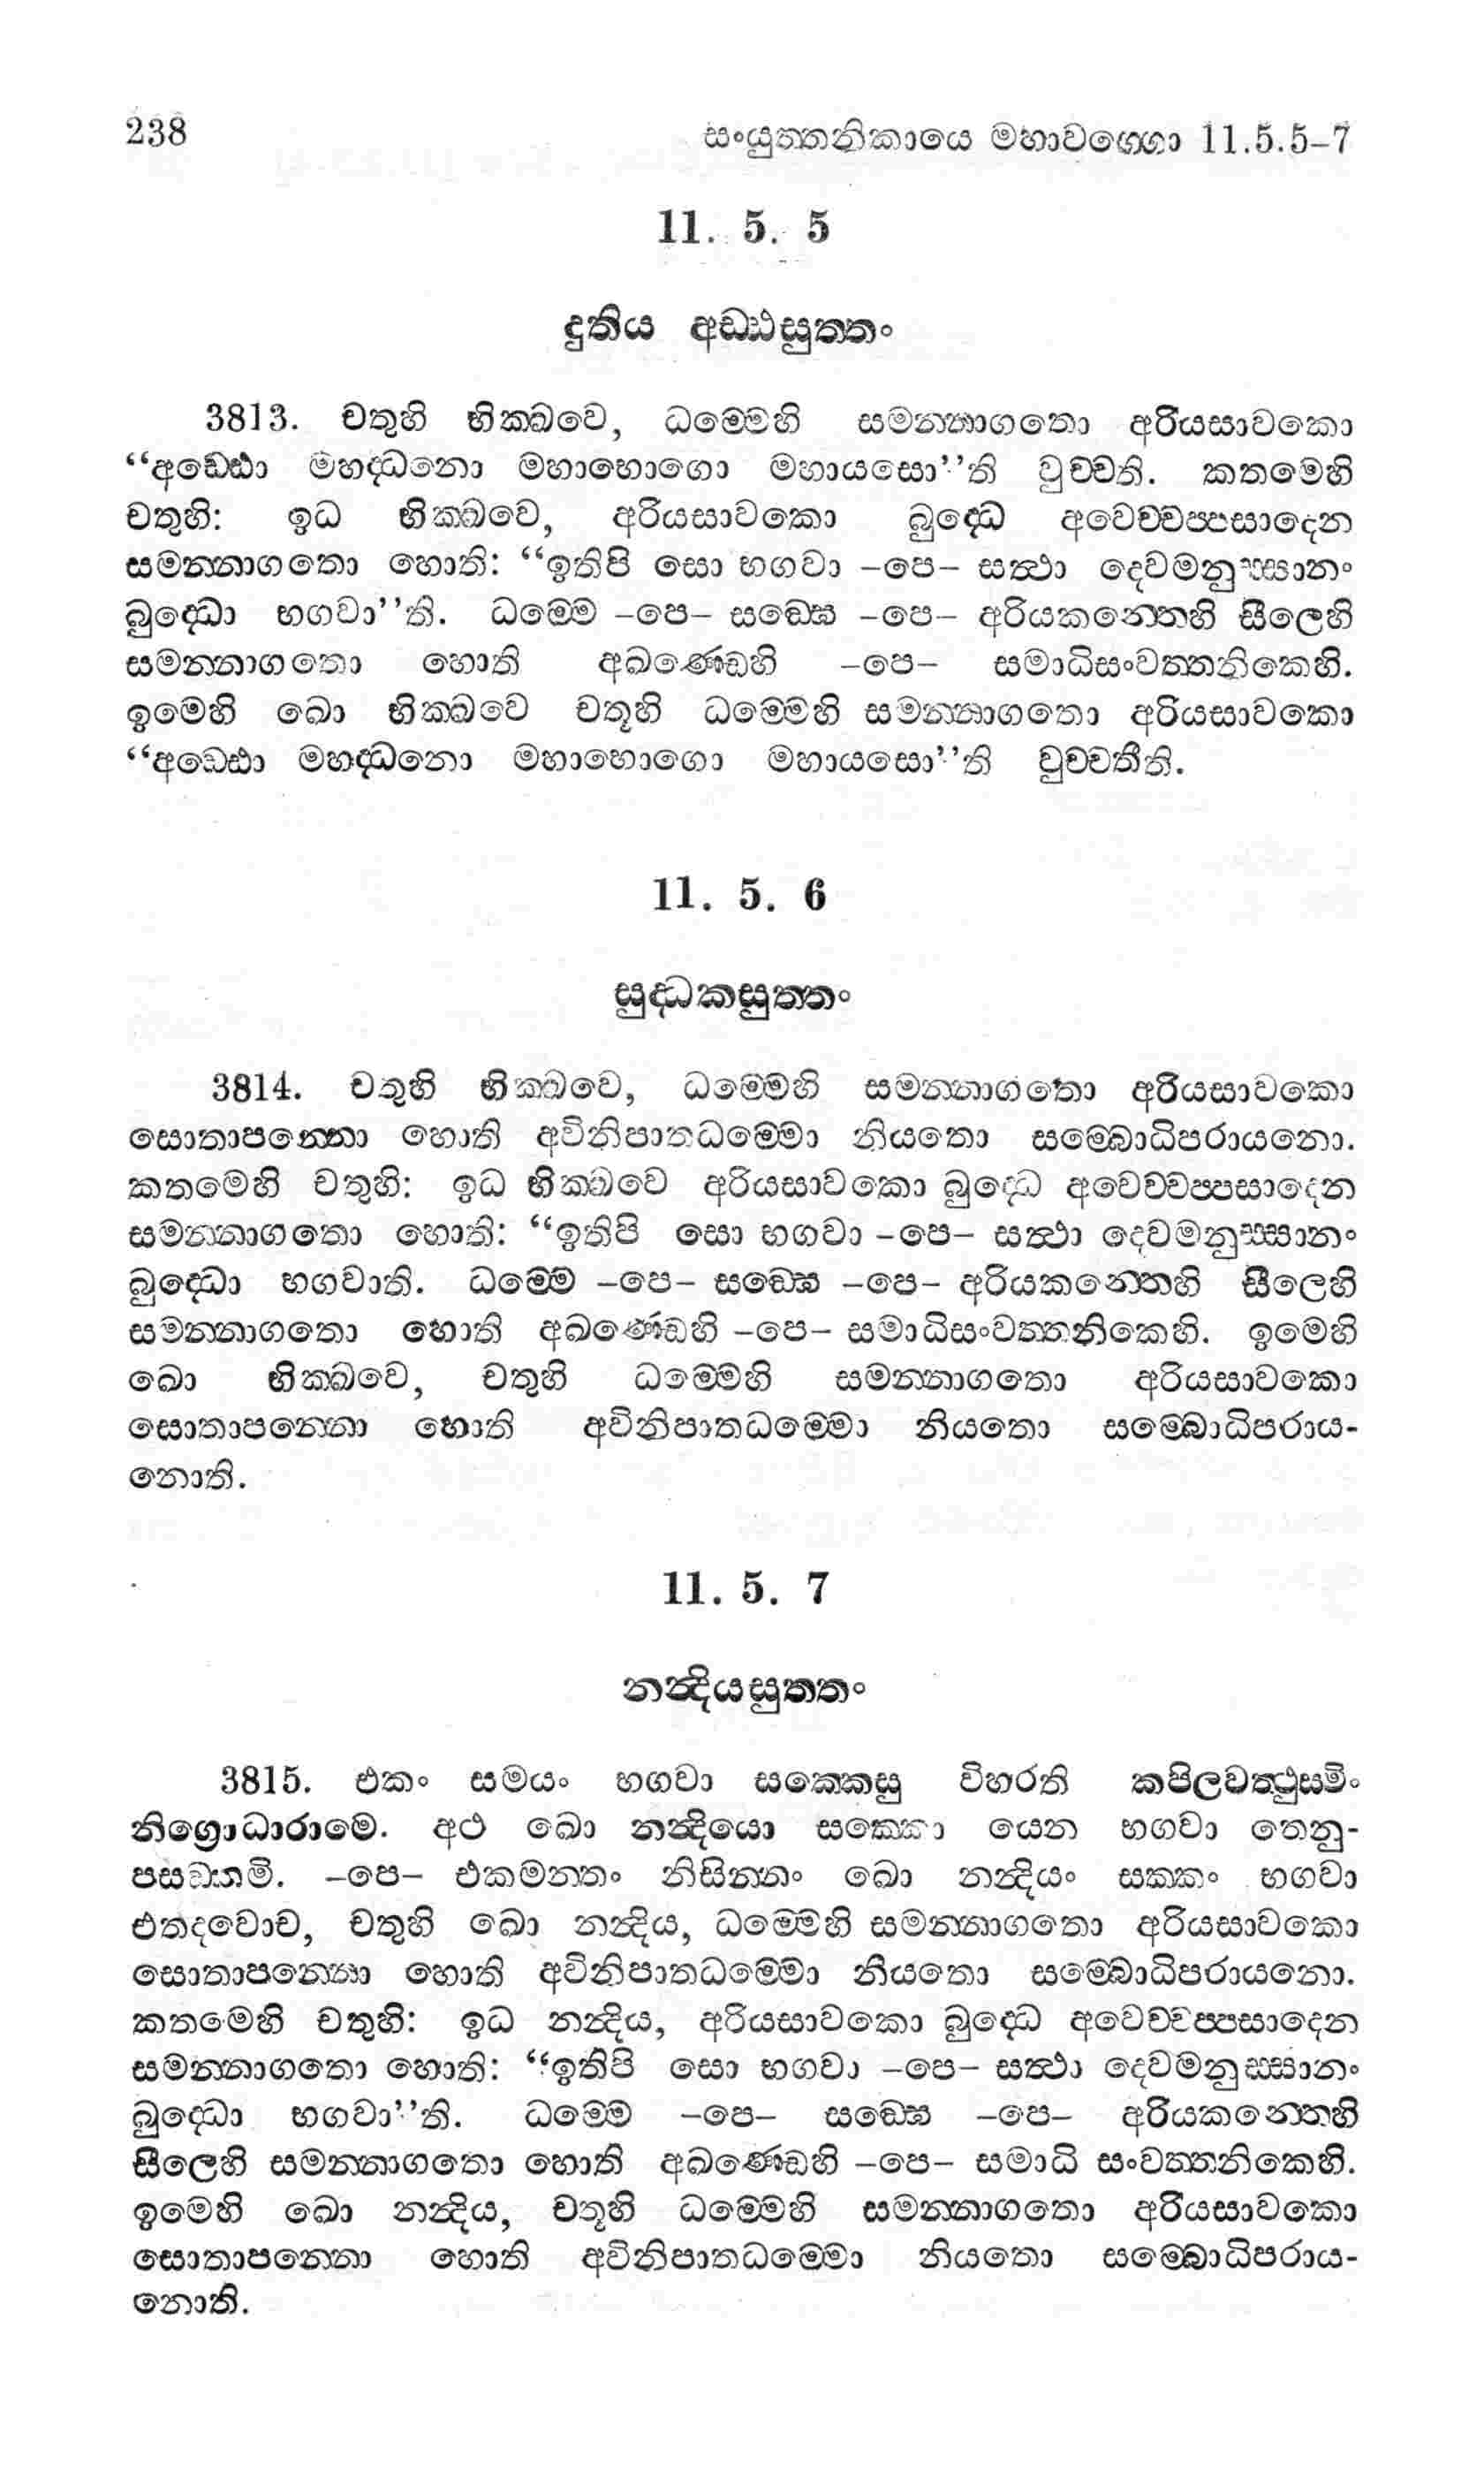 238 සංයුත්තනිකායෙ මහාවග්ගො 11.5.5–7
11. 5. 5
දුතිය අඩ්ඪසුත්තං
3813. චතුහි භික්ඛවෙ, ධම්මෙහි සමන්නාගතො අරියසාවකො
“අඩ්ඪො මහද්ධනො මහාභොගො මහායසො”ති වුච්චති. කතමෙහි
චතුහි: ඉධ භික්ඛවෙ, අරියසාවකො බුද්ධෙ අවෙච්චප්පසාදෙන
සමන්නාගතො හොති: “ඉතිපි සො භගවා –පෙ– සත්ථා දෙවමනුස්සානං
බුද්ධො භගවා”ති. ධම්මෙ –පෙ– සඞ්ඝෙ –පෙ– අරියකන්තෙහි සීලෙහි
සමන්නාගතො හොති අඛණ්ඩෙහි –පෙ– සමාධිසංවත්තනිකෙහි.
ඉමෙහි ඛො භික්ඛවෙ චතූහි ධම්මෙහි සමන්නාගතො අරියසාවකො
“අඩ්ඪො මහද්ධනො මහාහොගො මහායසො”ති වුච්චතීති.
11. 5. 6
සුද්ධකසුත්තං
3814. චතුහි භික්ඛවෙ, ධම්මෙහි සමන්නාගතො අරියසාවකො
සොතාපන්නො හොති අවිනිපාතධම්මො නියතො සම්බොධිපරායනො.
කතමෙහි චතුහි: ඉධ භික්ඛවෙ අරියසාවකො බුද්ධෙ අවෙච්චප්පසාදෙන
සමන්නාගතො හොති: “ඉතිපි සො භගවා –පෙ– සත්ථා දෙවමනුස්සානං
බුද්ධො භගවාති. ධම්මෙ –පෙ– සඞ්ඝෙ –පෙ– අරියකන්තෙහි සීලෙහි
සමන්නාගතො හොති අඛණ්ඩෙහි –පෙ– සමාධිසංවත්තනිකෙහි. ඉමෙහි
ඛො භික්ඛවෙ, චතුහි ධම්මෙහි සමන්නාගතො අරියසාවකො
සොතාපන්නො හොති අවිනිපාතධම්මො නියතො සම්බොධිපරාය-
නොති.
11. 5. 7
නන්දියසුත්තං
3815. එකං සමයං භගවා සක්කෙසු විහරති කපිලවත්ථුස්මිං
නිග්‍රොධාරාමෙ. අථ ඛො නන්දියො සක්කො යෙන භගවා තෙනු-
පසඞ්කමි. –පෙ– එකමන්තං නිසින්නං ඛො නන්දියං සක්කං භගවා
එතදවොච, චතුහි ඛො නන්දිය, ධම්මෙහි සමන්නාගතො අරියසාවකො
සොතාපන්නො හොති අවිනිපාතධම්මො නියතො සම්බොධිපරායනො.
කතමෙහි චතුහි: ඉධ නන්දිය, අරියසාවකො බුද්ධෙ අවෙච්චප්පසාදෙන
සමන්නාගතො හොති: “ඉතිපි සො භගවා –පෙ– සත්ථා දෙවමනුස්සානං
බුද්ධො භගවා”ති. ධම්මෙ –පෙ– සඞ්ඝෙ –පෙ– අරියකන්තෙහි
සීලෙහි සමන්නාගතො හොති අඛණ්ඩෙහි –පෙ– සමාධි සංවත්තනිකෙහි.
ඉමෙහි ඛො නන්දිය, චතූහි ධම්මෙහි සමන්නාගතො අරියසාවකො
සොතාපන්නො හොති අවිනිපාතධම්මො නියතො සම්බොධිපරාය-
නොති.